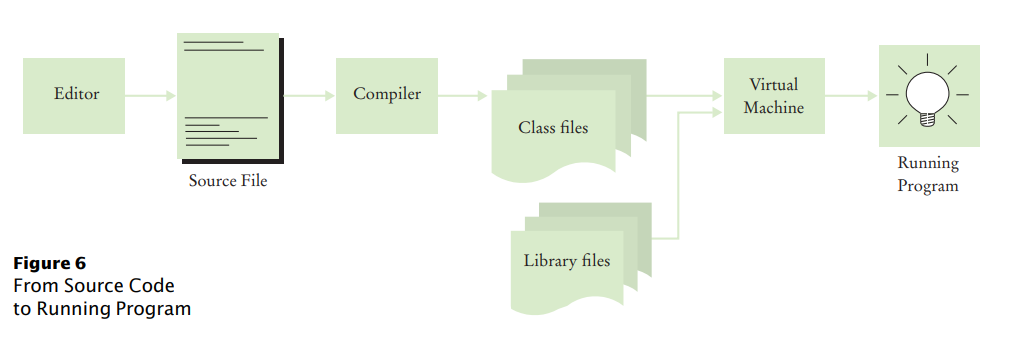 Editor
Source File
Compiler
Class files
Library files
Virtual
Machine
Running
Program
Figure 6
From Source Code
to Running Program